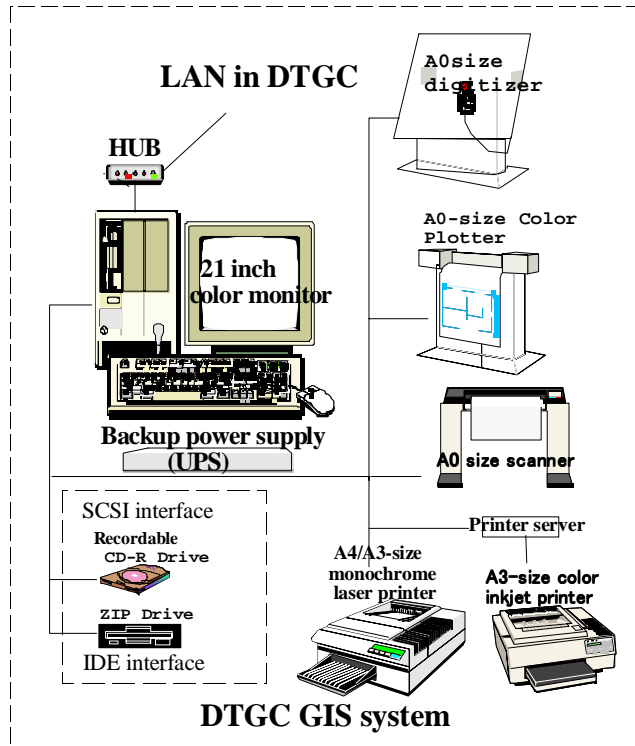 LAN in DTGC
HUB
A0size
digitizer
A0-size Color
Plotter
21 inch
color monitor
Backup power supply
(UPS)
A0 size scanner
SCSI interface
Recordable
CD-R Drive
ZIP Drive
IDE interface
Printer server
A4/A3-size
monochrome
laser printer
A3-size color
inkjet printer
DTGC GIS system